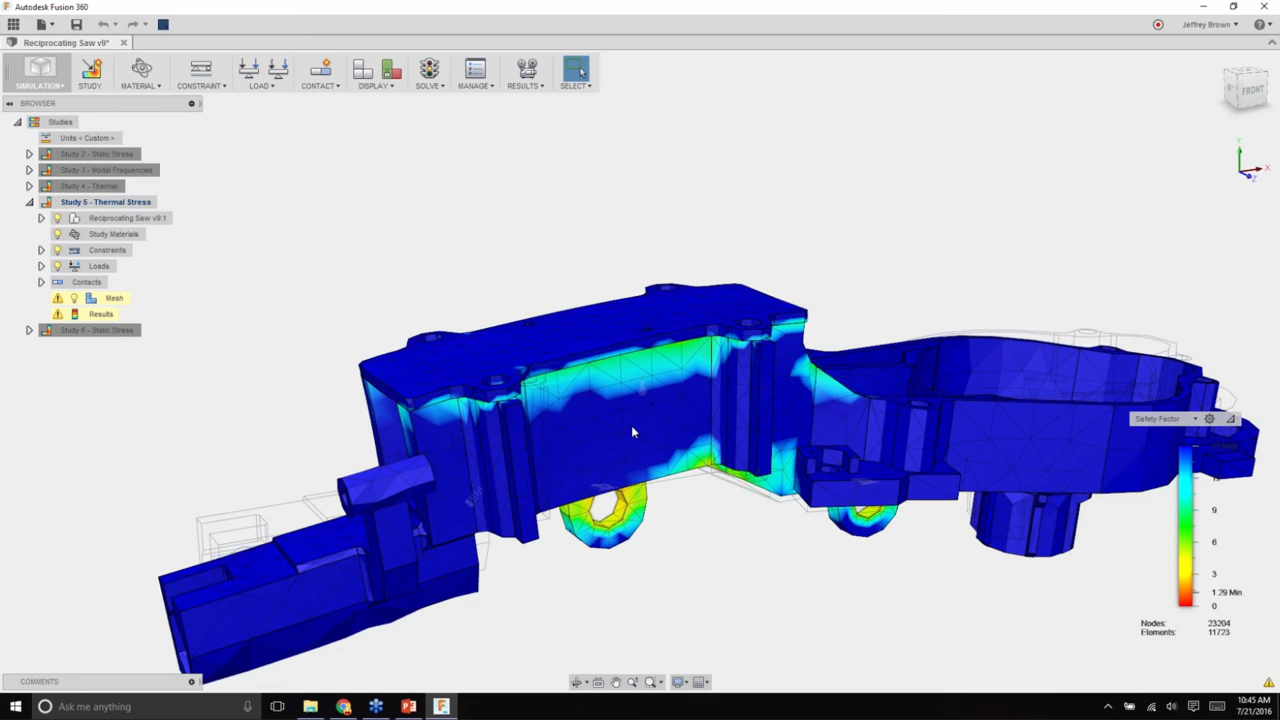 Autodesk Fusion 360
Jeffrey Brown
Reciprocating Saw v9*
SIMULATION
STUDY
MATERIAL
CONSTRAINT
LOAD
CONTACT
DISPLAY
SOLVE
MANAGE
RESULTS
SELECT
BROWSER
FRONT
Studies
Units < Custom >
Study 2 - Static Stress
Study 3 - Modal Frequencies
Study 4 - Thermal
Study 5 - Thermal Stress
Reciprocating Saw v9:1
Study Materials
Constraints
Loads
Contacts
Mesh
Results
Study 6 - Static Stress
Y
X
Z
Safety Factor
9
6
3
1.29 Min.
0
Nodes: 23204
Elements: 11723
COMMENTS
Ask me anything
10:45 AM
7/21/2016